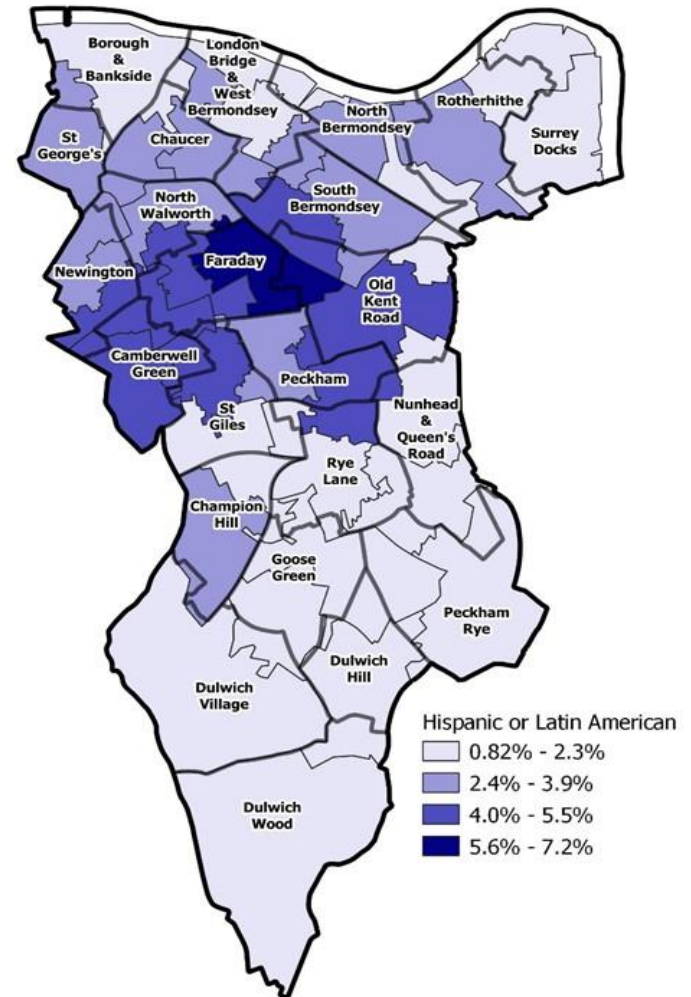 Borough
&
Bankside
London
Bridge
&
West
Bermondsey
North
Bermondsey
Rotherhithe
Surrey
Docks
St
George's
Chaucer
South
Bermondsey
North
Walworth
Newington
Faraday
Old
Kent
Road
Camberwell
Green
Peckham
St
Giles
Nunhead
&
Queen's
Road
Rye
Lane
Champion
Hill
Goose
Green
Peckham
Rye
Dulwich
Hill
Dulwich
Village
Dulwich
Wood
Hispanic or Latin American
0.82% - 2.3%
2.4% - 3.9%
4.0% - 5.5%
5.6% - 7.2%